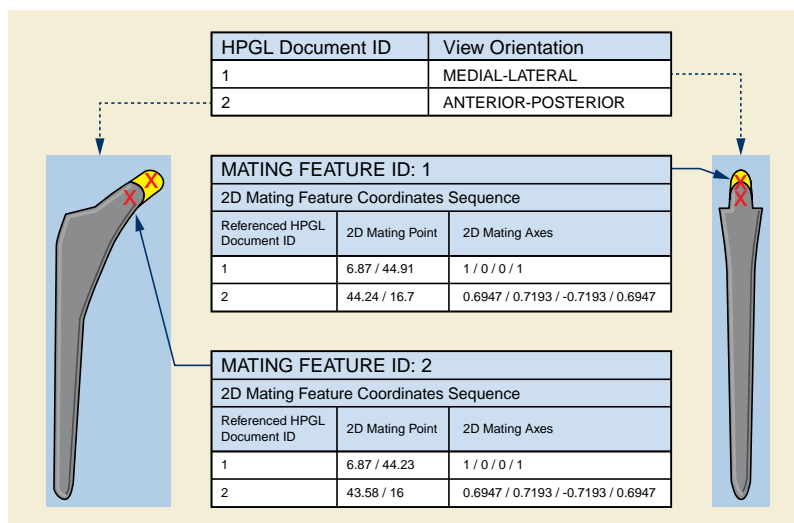 HPGL Document ID View Orientation
1 MEDIAL-LATERAL
2 ANTERIOR-POSTERIOR
X
X
X
X
MATING FEATURE ID: 1
2D Mating Feature Coordinates Sequence
Referenced HPGL
Document ID 2D Mating Point 2D Mating Axes
1 6.87 / 44.91 1 / 0 / 0 / 1
2 44.24 / 16.7 0.6947 / 0.7193 / -0.7193 / 0.6947
MATING FEATURE ID: 2
2D Mating Feature Coordinates Sequence
Referenced HPGL
Document ID 2D Mating Point 2D Mating Axes
1 6.87 / 44.23 1 / 0 / 0 / 1
2 43.58 / 16 0.6947 / 0.7193 / -0.7193 / 0.6947